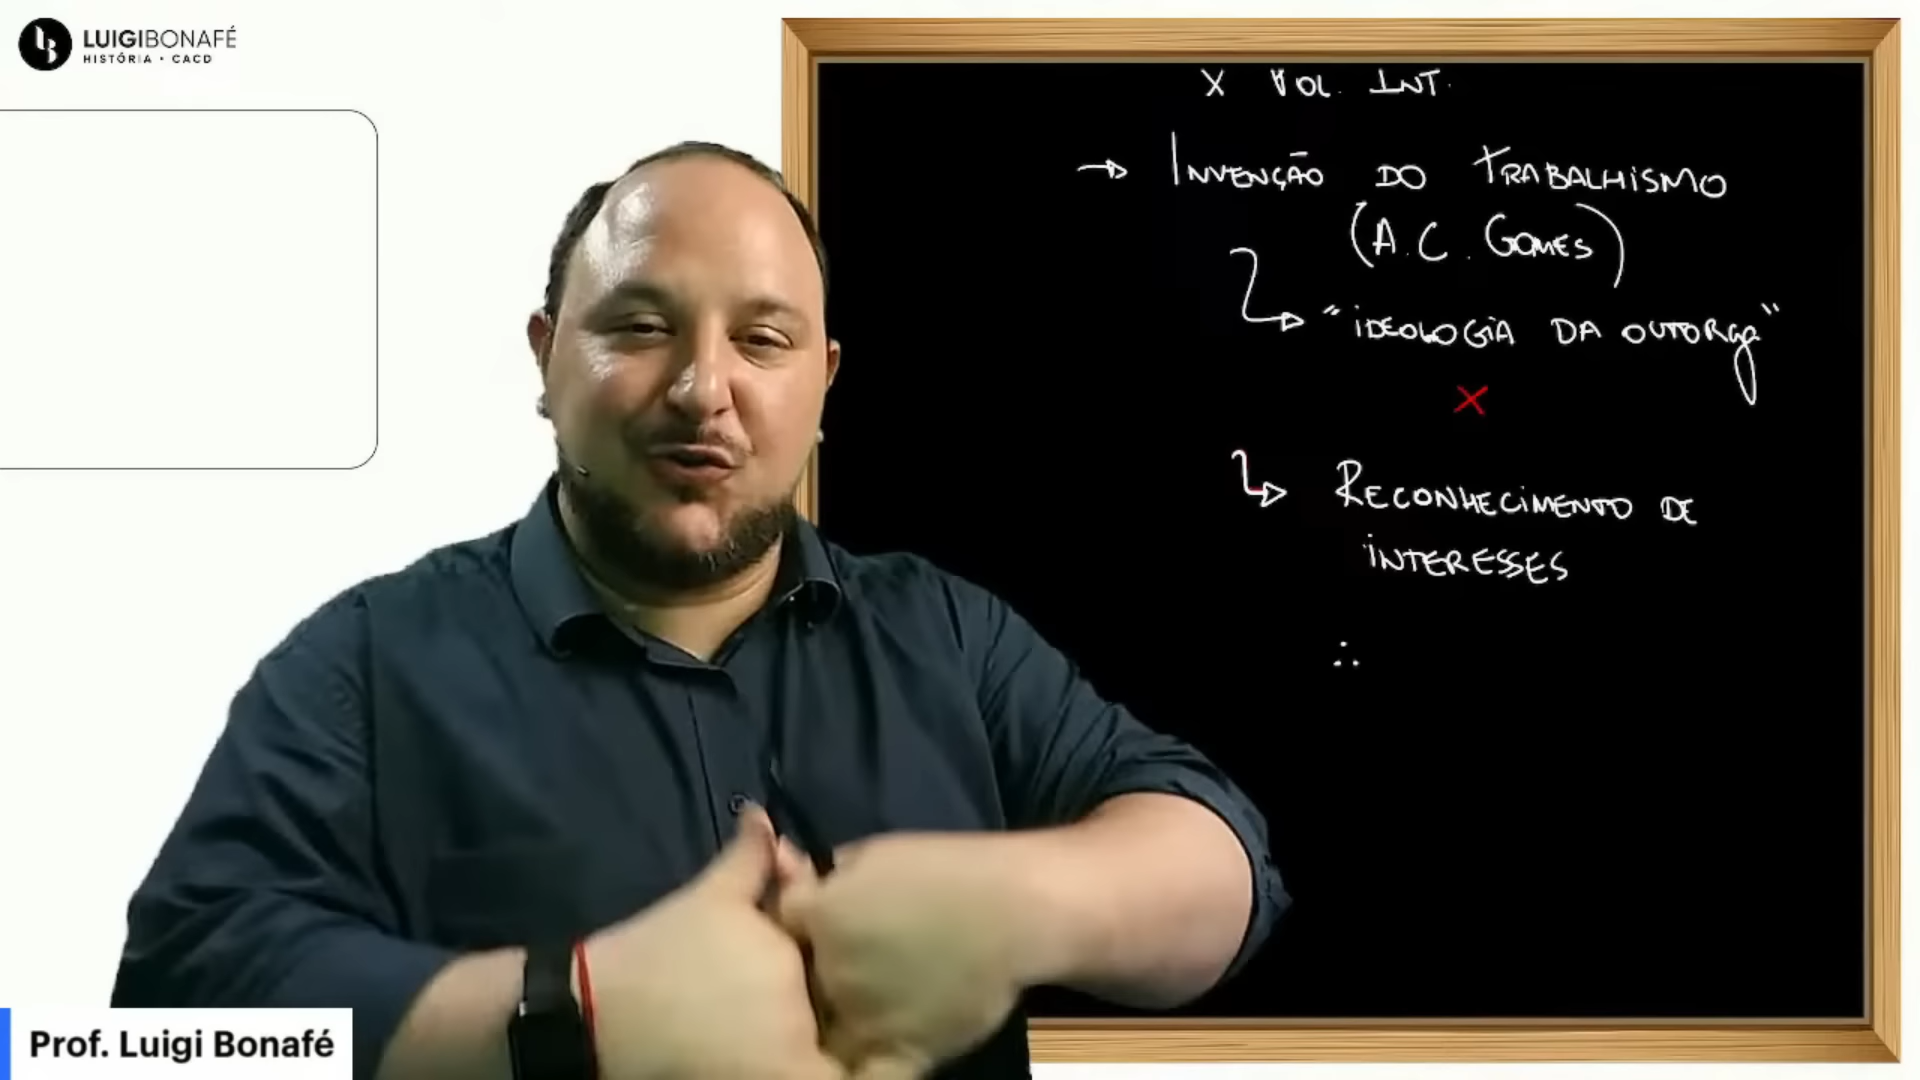 LUIGIBONAFÉ
HISTÓRIA • CACD
X VOL. INT.
→ INVENÇÃO DO TRABALHISMO
(A.C. GOMES)
"IDEOLOGIA DA OUTORGA"
X
RECONHECIMENTO DE
INTERESSES
∴
Prof. Luigi Bonafé